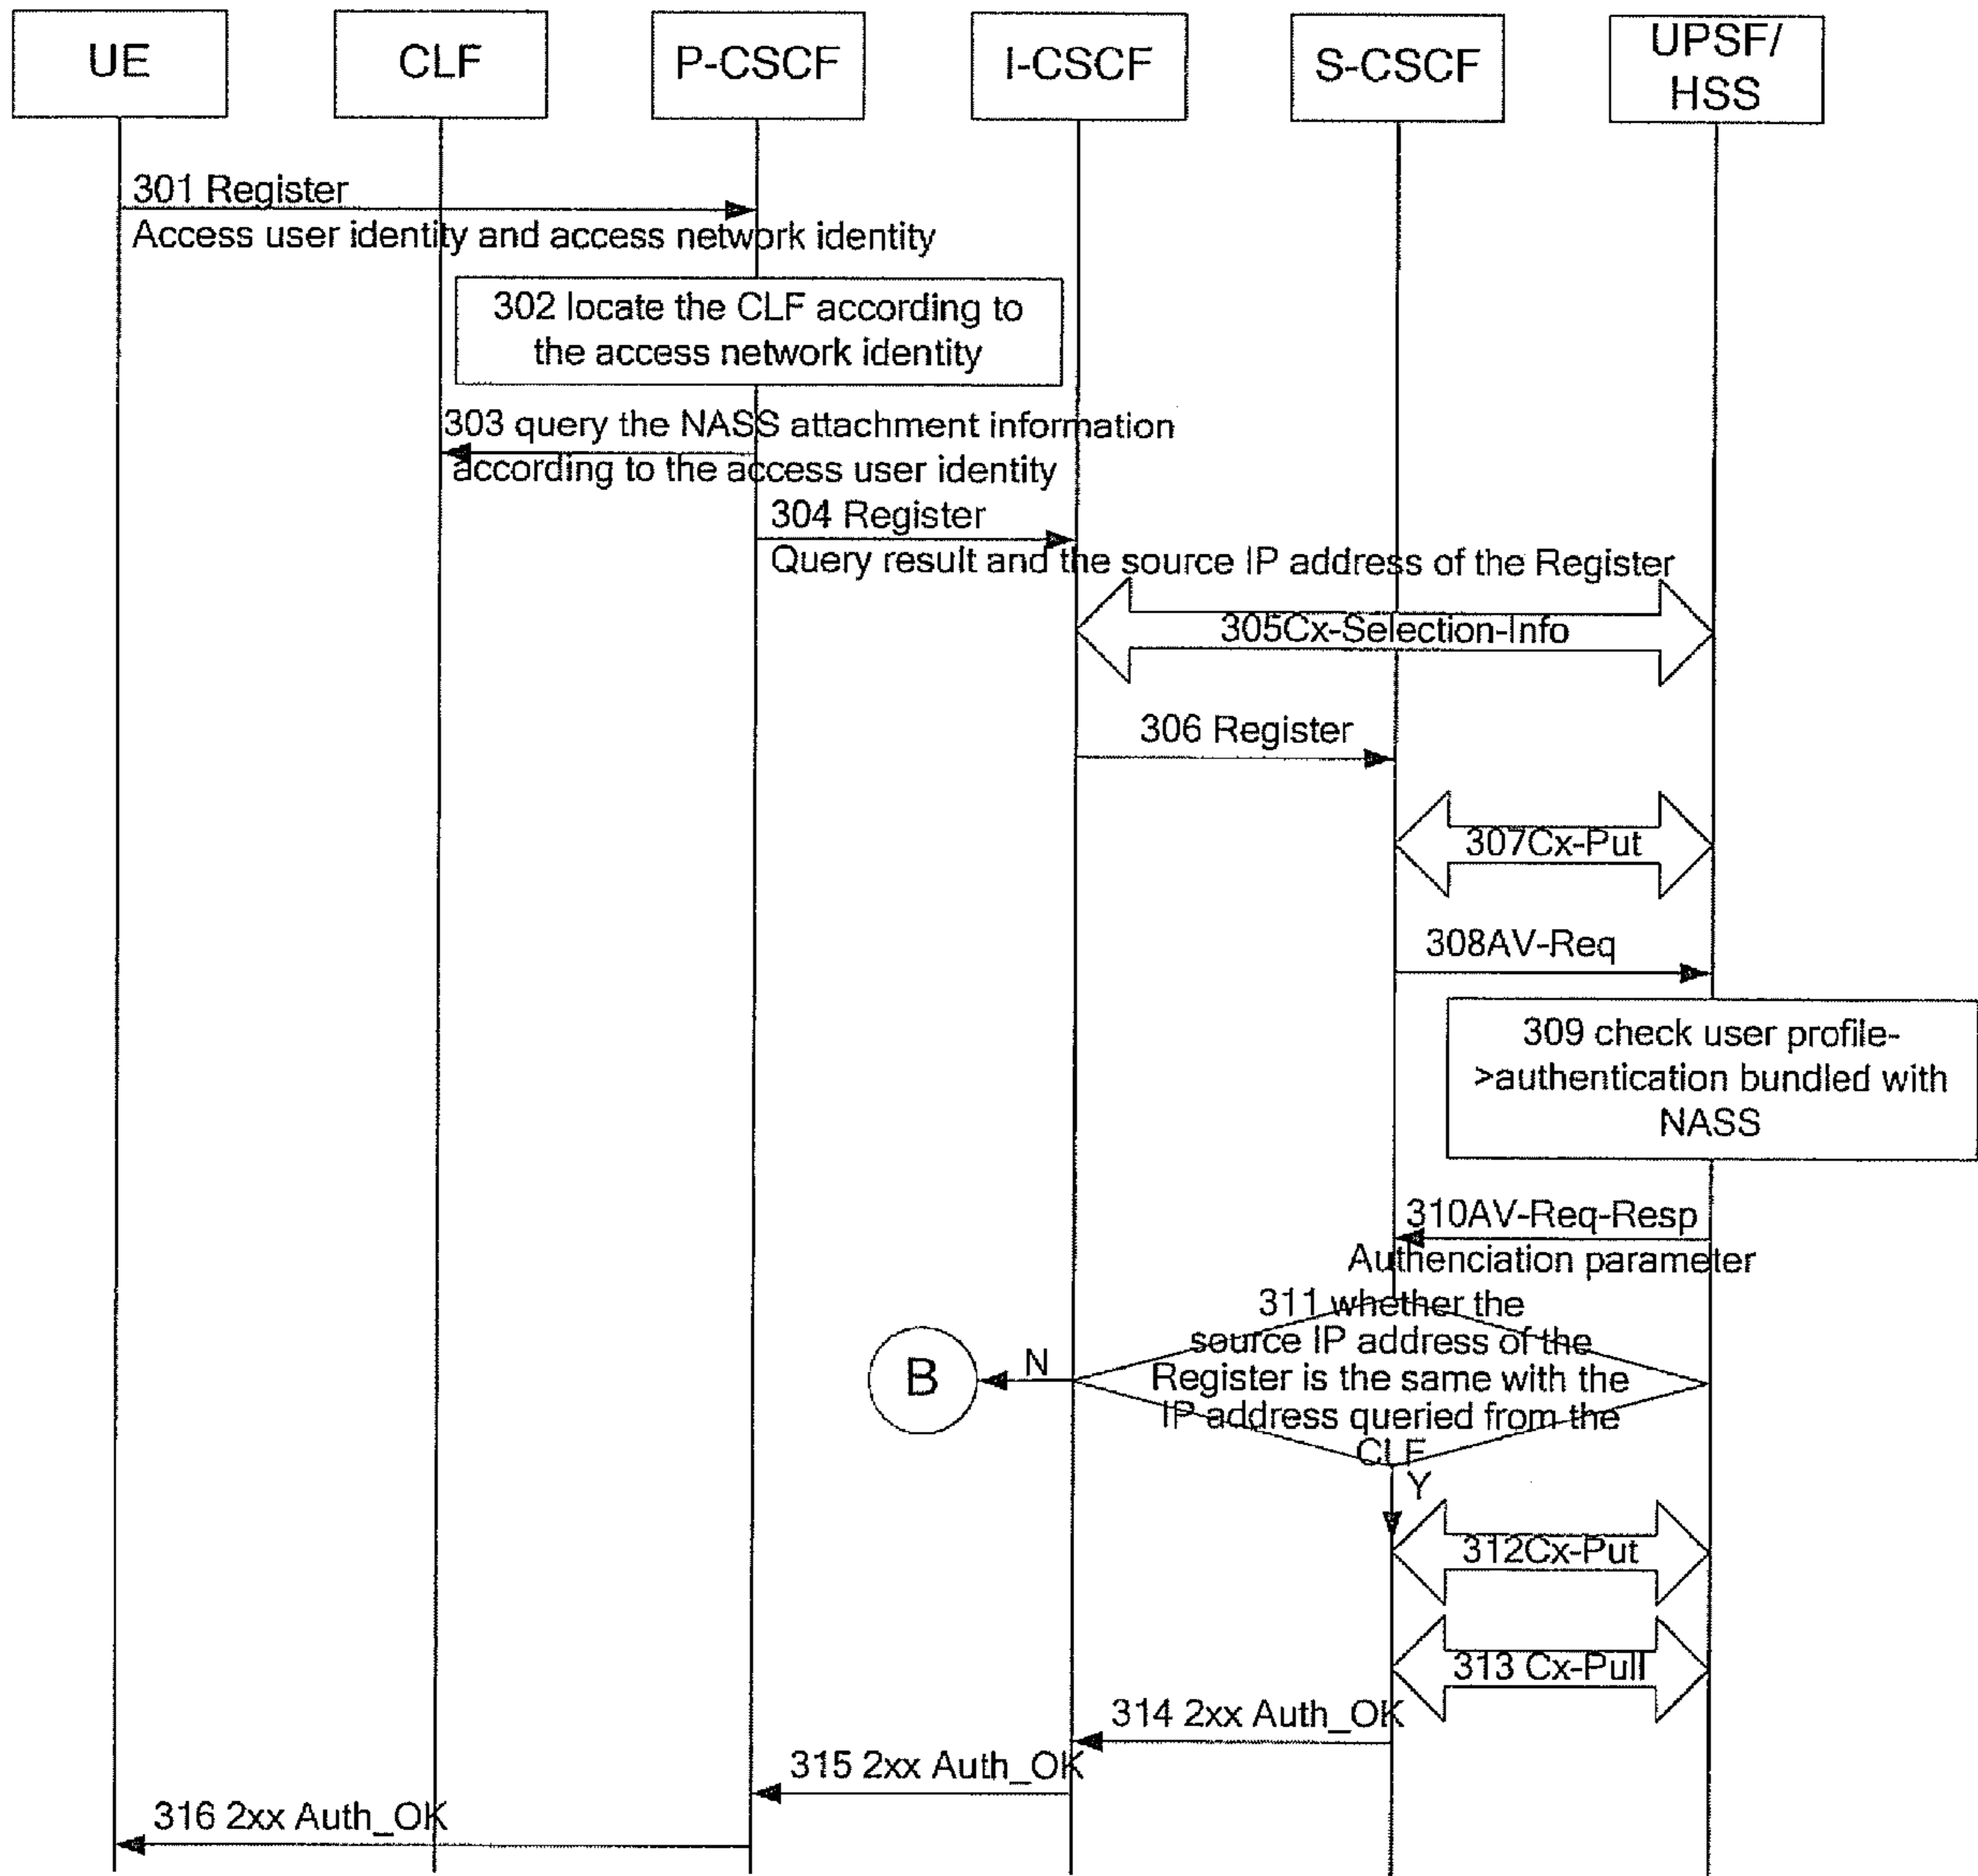 UE
CLF
P-CSCF
I-CSCF
S-CSCF
UPSF/
HSS
301 Register
Access user identity and access network identity
302 locate the CLF according to
the access network identity
303 query the NASS attachment information
according to the access user identity
304 Register
Query result and the source IP address of the Register
305Cx-Selection-Info
306 Register
307Cx-Put
308AV-Req
309 check user profile-
>authentication bundled with
NASS
310AV-Req-Resp
Authenciation parameter
311 whether the
source IP address of the
Register is the same with the
IP address queried from the
CLF
B
N
Y
312Cx-Put
313 Cx-Pull
314 2xx Auth_OK
315 2xx Auth_OK
316 2xx Auth_OK